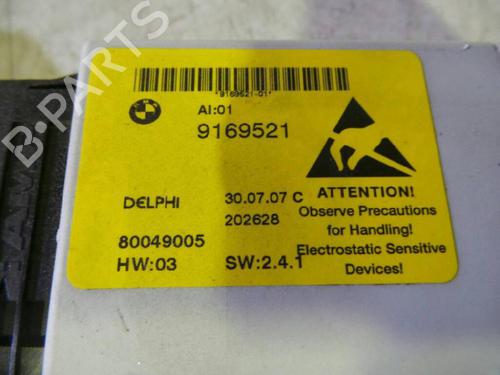 B-PARTS
*9169521-01*
AI:01
9169521
DELPHI
30.07.07 C
202628
80049005
HW:03
SW:2.4.1
ATTENTION!
Observe Precautions
for Handling!
Electrostatic Sensitive
Devices!